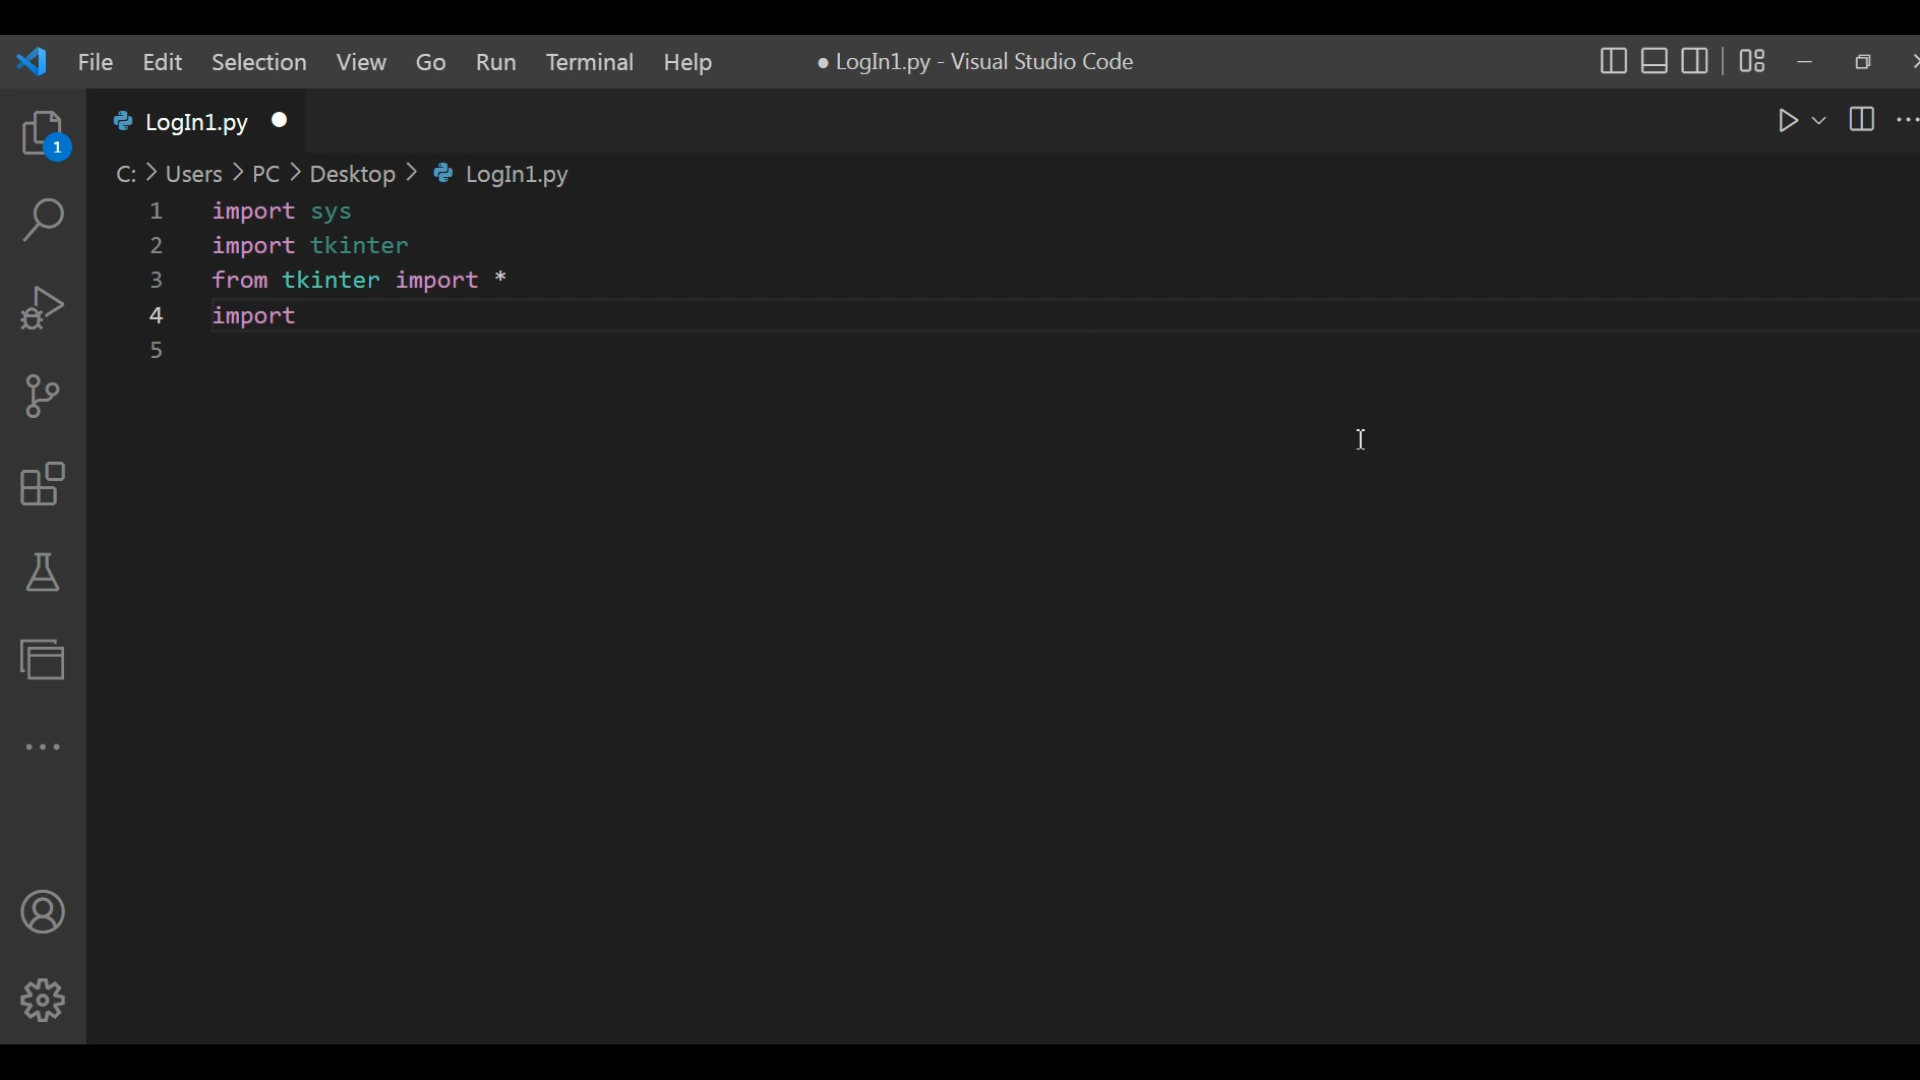 File Edit Selection View Go Run Terminal Help ● LogIn1.py - Visual Studio Code
LogIn1.py ●
1
C: > Users > PC > Desktop > LogIn1.py
1 import sys
2 import tkinter
3 from tkinter import *
4 import
5